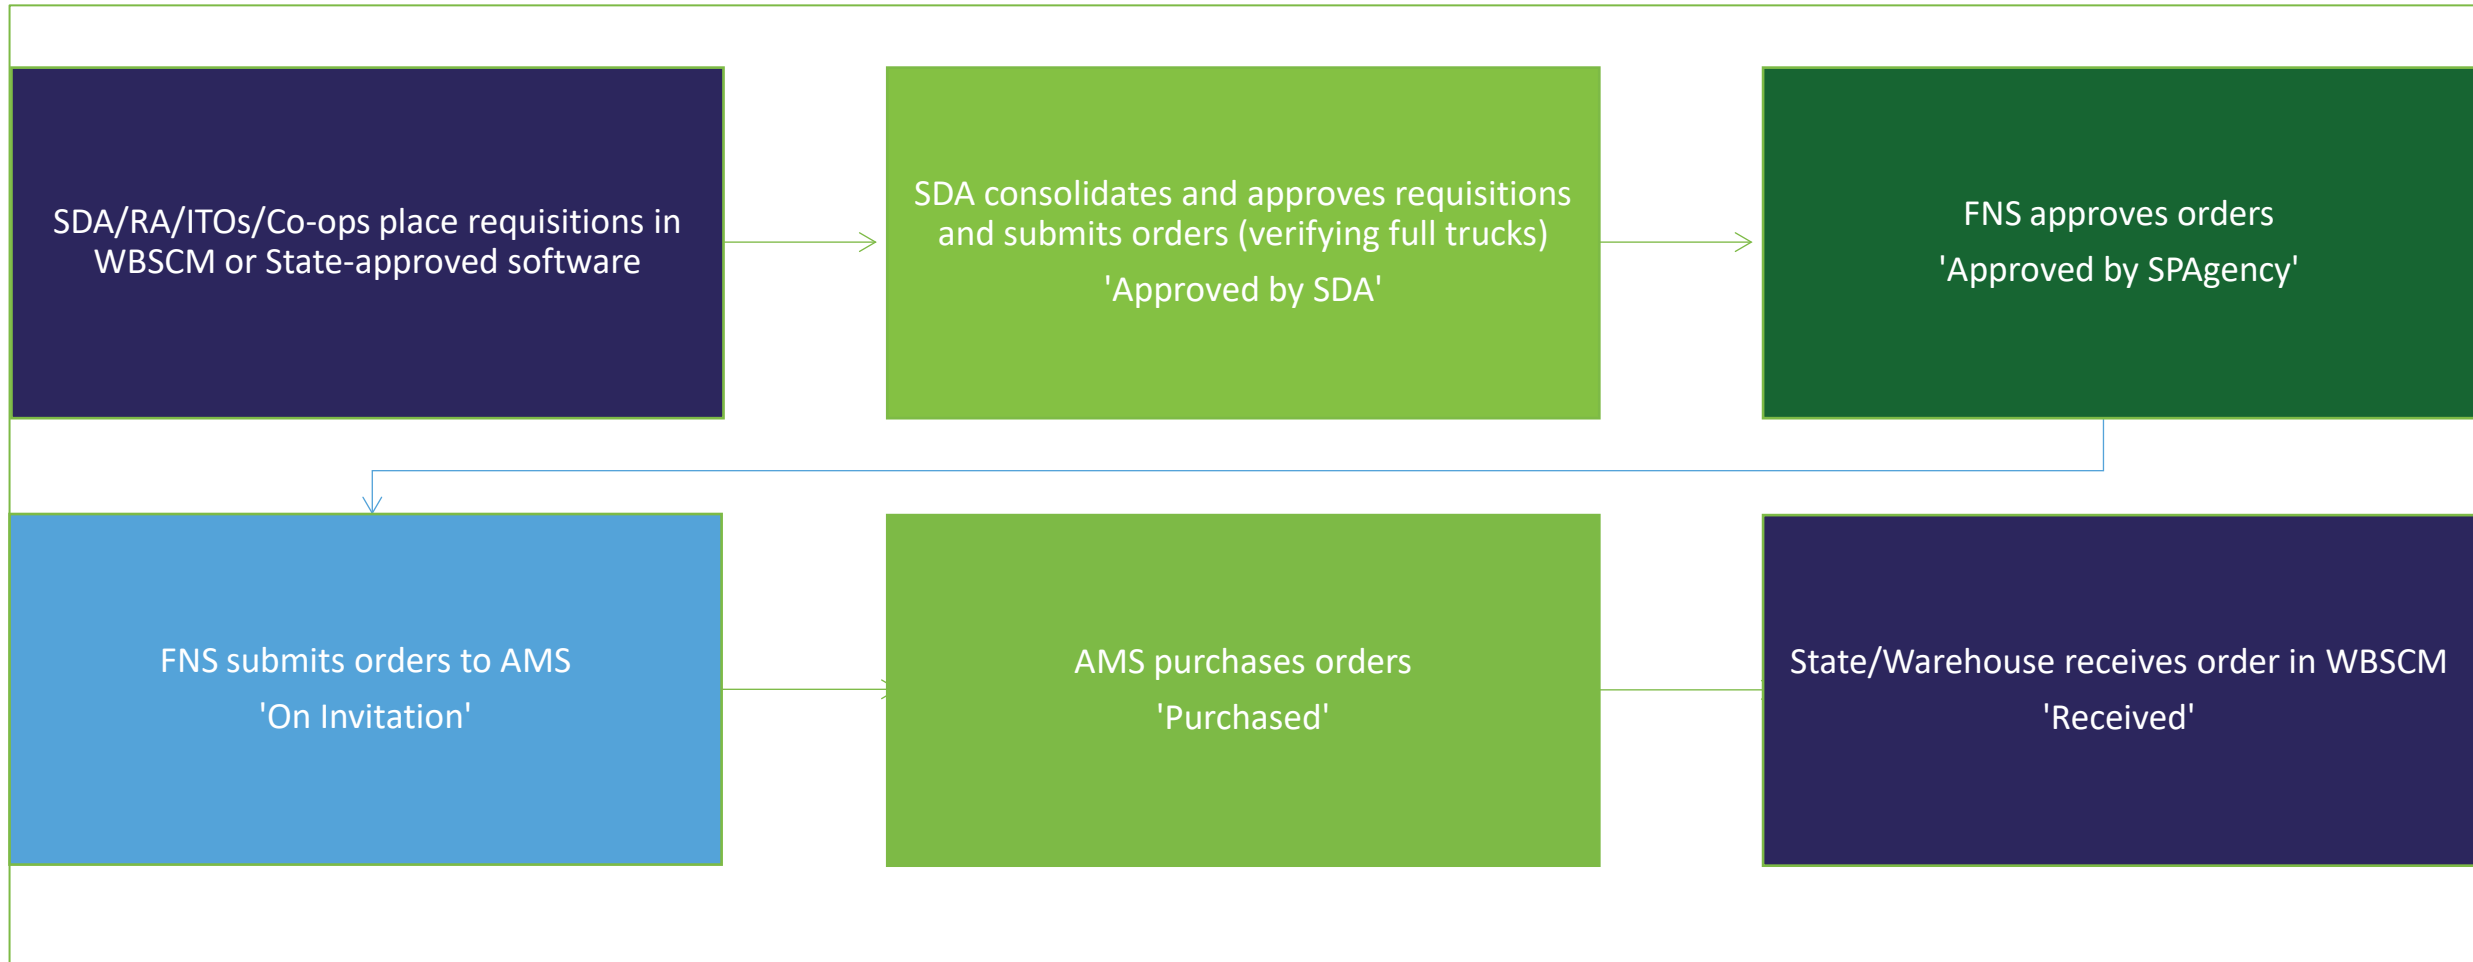 SDA/RA/ITOs/Co-ops place requisitions in
WBSCM or State-approved software
SDA consolidates and approves requisitions
and submits orders (verifying full trucks)
'Approved by SDA'
FNS approves orders
'Approved by SPAgency'
FNS submits orders to AMS
'On Invitation'
AMS purchases orders
'Purchased'
State/Warehouse receives order in WBSCM
'Received'